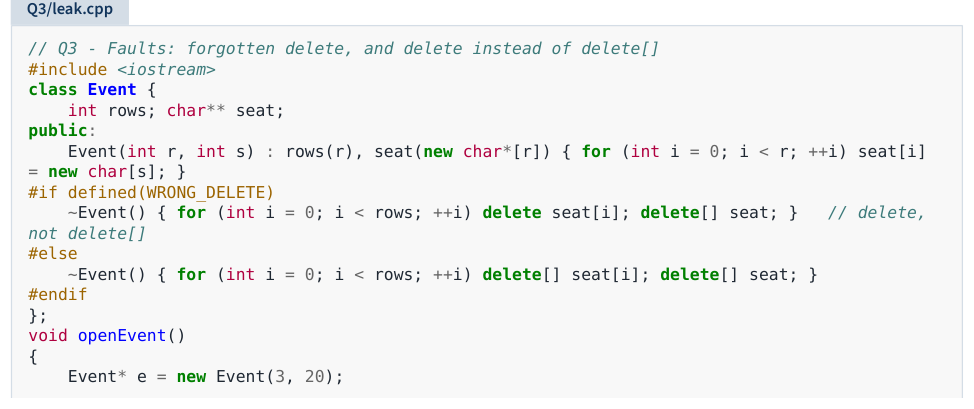 Q3/leak.cpp
// Q3 - Faults: forgotten delete, and delete instead of delete[]
#include <iostream>
class Event {
    int rows; char** seat;
public:
    Event(int r, int s) : rows(r), seat(new char*[r]) { for (int i = 0; i < r; ++i) seat[i]
= new char[s]; }
#if defined(WRONG_DELETE)
    ~Event() { for (int i = 0; i < rows; ++i) delete seat[i]; delete[] seat; }   // delete,
not delete[]
#else
    ~Event() { for (int i = 0; i < rows; ++i) delete[] seat[i]; delete[] seat; }
#endif
};
void openEvent()
{
    Event* e = new Event(3, 20);